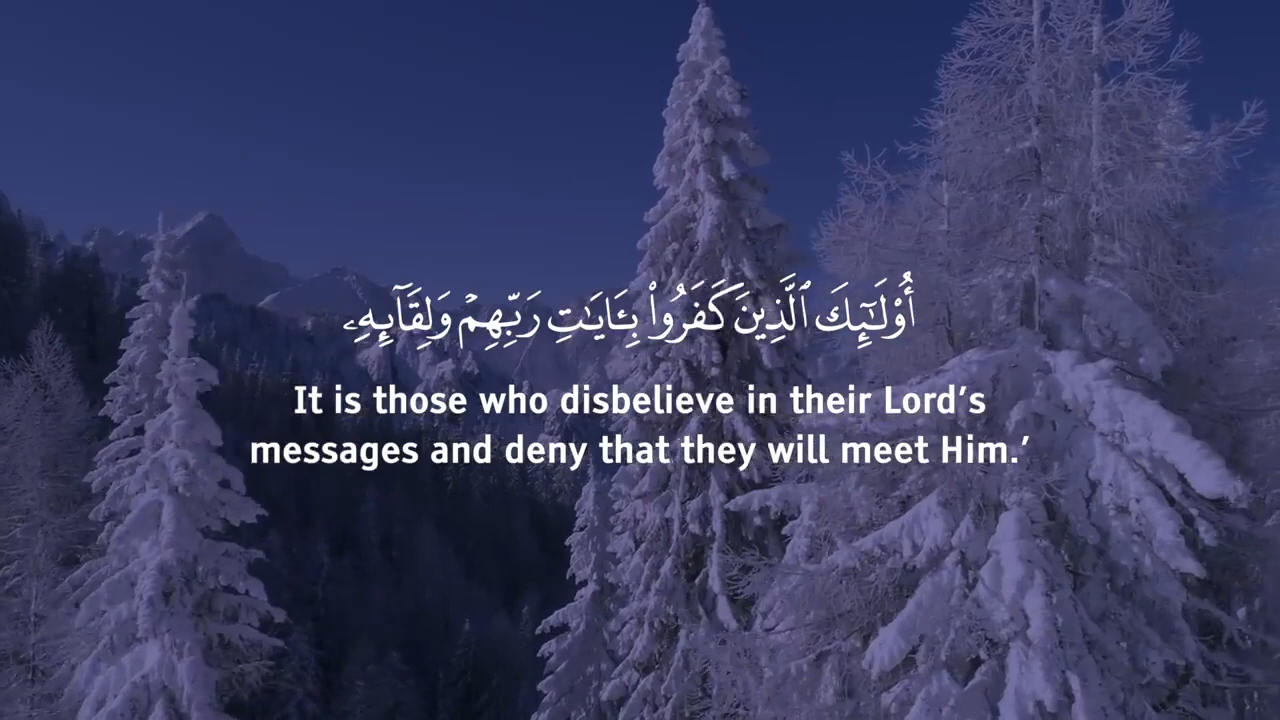 أُو۟لَـٰٓئِكَ ٱلَّذِينَ كَفَرُوا۟ بِـَٔايَـٰتِ رَبِّهِمْ وَلِقَآئِهِۦ
It is those who disbelieve in their Lord’s
messages and deny that they will meet Him.’